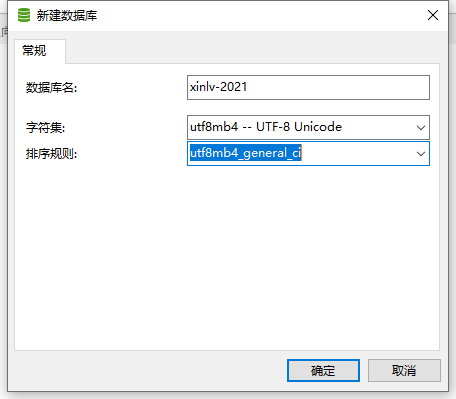 新建数据库
常规
数据库名: xinlv-2021
字符集: utf8mb4 -- UTF-8 Unicode
排序规则: utf8mb4_general_ci
确定 取消